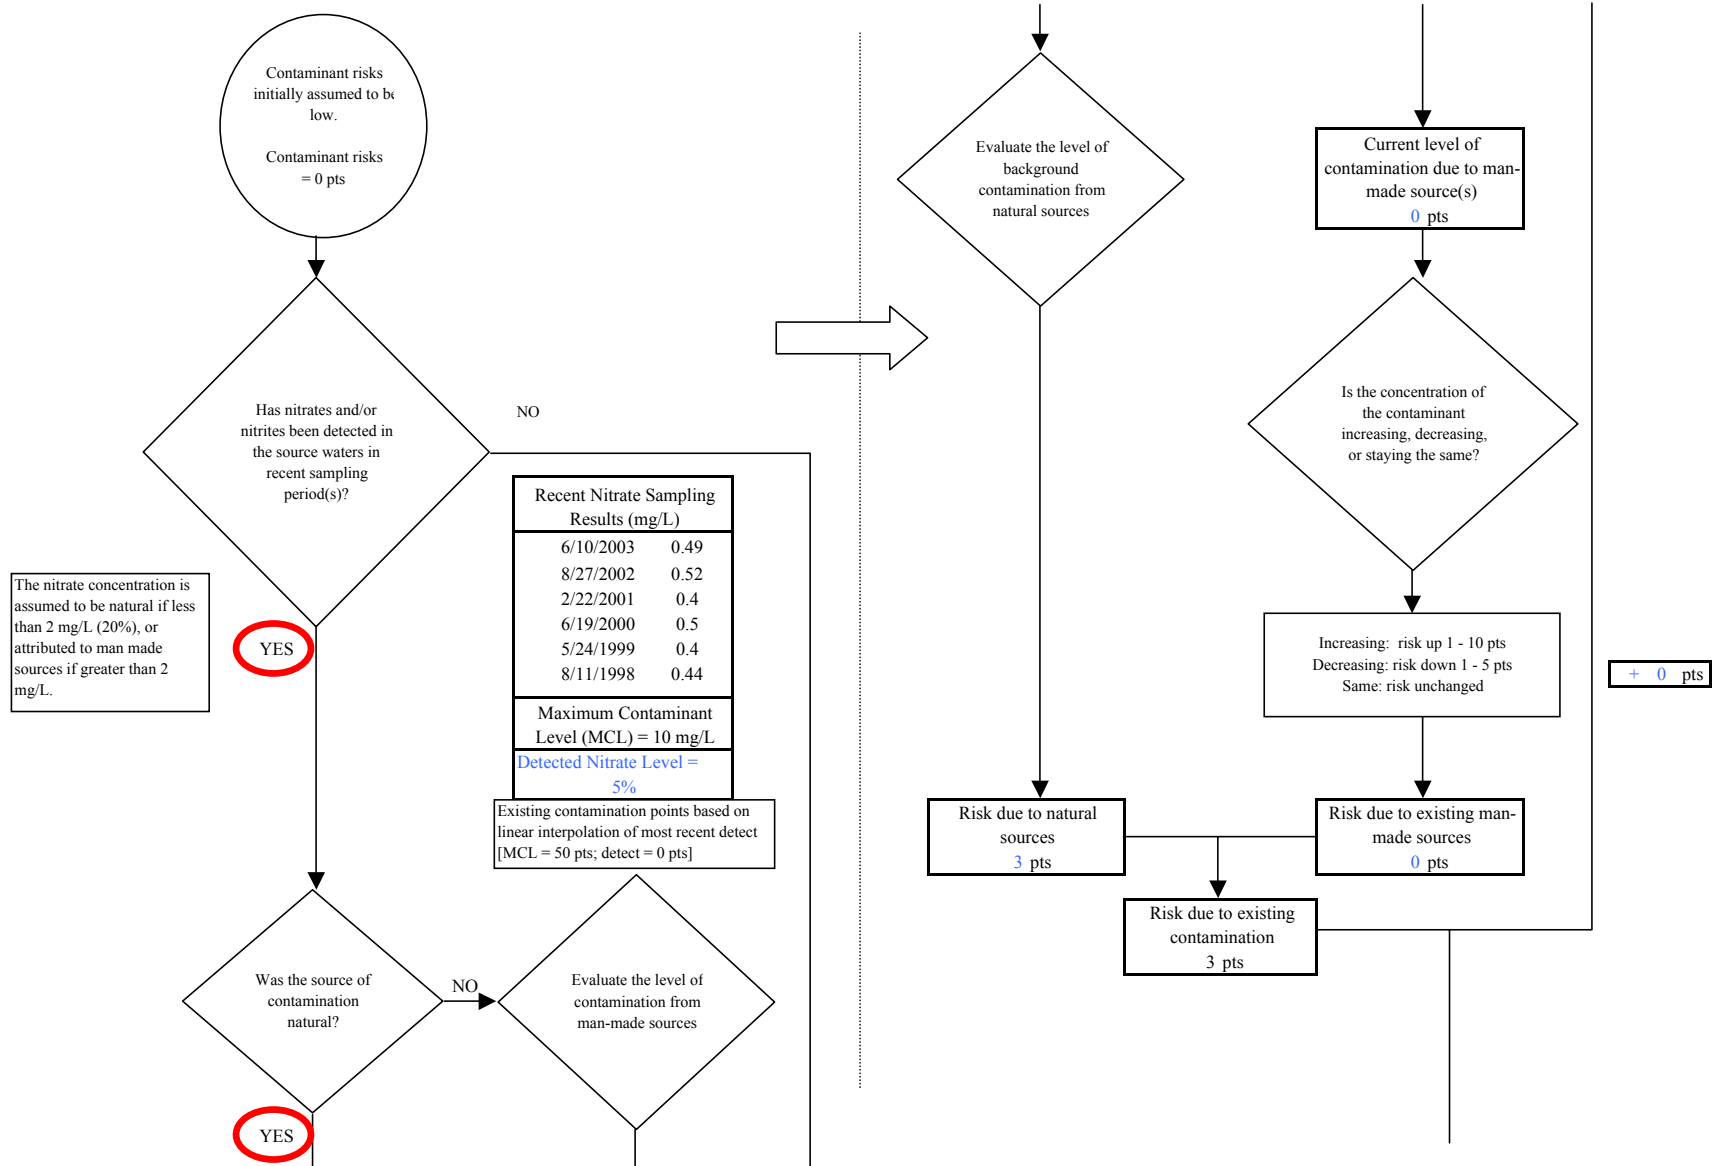 Contaminant risks
initially assumed to be
low.
Contaminant risks
= 0 pts
Has nitrates and/or
nitrites been detected in
the source waters in
recent sampling
period(s)?
NO
The nitrate concentration is
assumed to be natural if less
than 2 mg/L (20%), or
attributed to man made
sources if greater than 2
mg/L.
YES
Recent Nitrate Sampling
Results (mg/L)
6/10/2003 0.49
8/27/2002 0.52
2/22/2001 0.4
6/19/2000 0.5
5/24/1999 0.4
8/11/1998 0.44
Maximum Contaminant
Level (MCL) = 10 mg/L
Detected Nitrate Level =
5%
Existing contamination points based on
linear interpolation of most recent detect
[MCL = 50 pts; detect = 0 pts]
Was the source of
contamination
natural?
NO
Evaluate the level of
contamination from
man-made sources
YES
Evaluate the level of
background
contamination from
natural sources
Current level of
contamination due to man-
made source(s)
0 pts
Is the concentration of
the contaminant
increasing, decreasing,
or staying the same?
Increasing: risk up 1 - 10 pts
Decreasing: risk down 1 - 5 pts
Same: risk unchanged
+ 0 pts
Risk due to natural
sources
3 pts
Risk due to existing man-
made sources
0 pts
Risk due to existing
contamination
3 pts